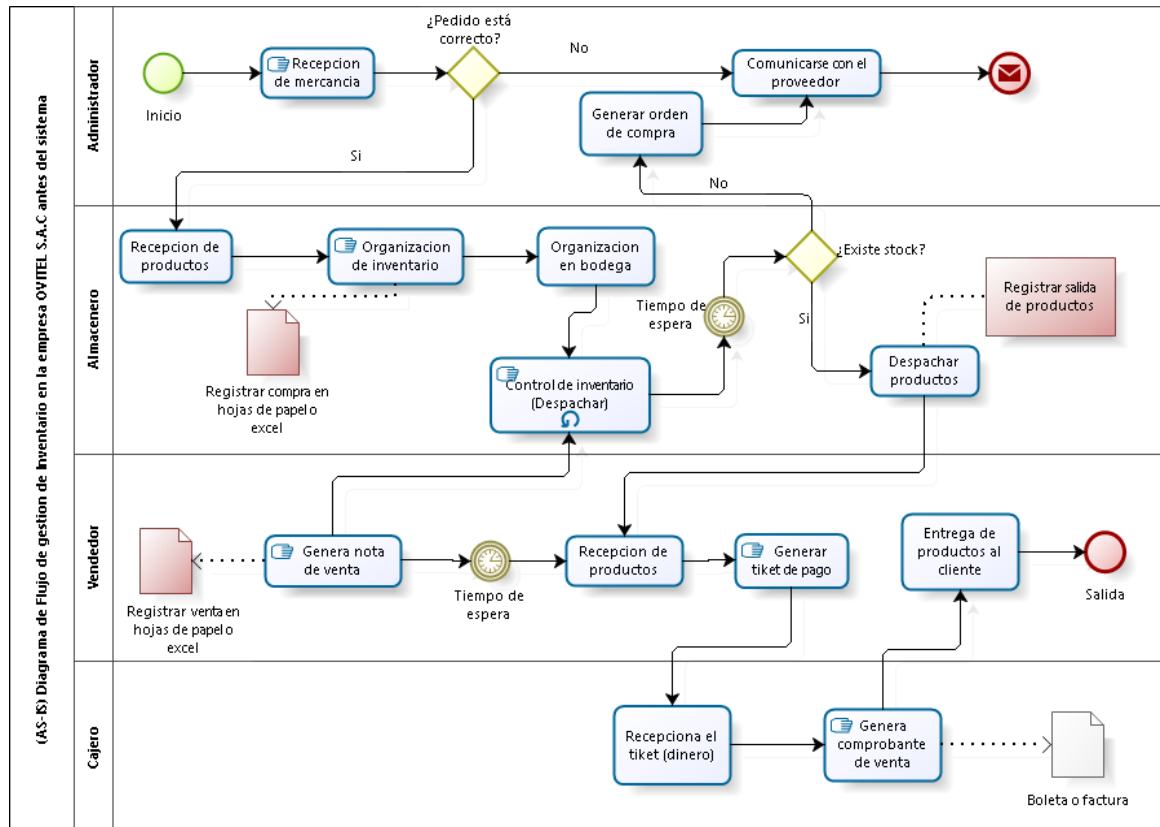 (AS-IS) Diagrama de Flujo de gestion de Inventario en la empresa OVITEL S.A.C antes del sistema
Administrador
¿Pedido está
correcto?
Inicio
Recepcion
de mercancia
No
Si
Comunicarse con el
proveedor
Generar orden
de compra
No
Almacenero
Recepcion de
productos
Organizacion
de inventario
Organizacion
en bodega
Registrar compra en
hojas de papel o
excel
Control de inventario
(Despachar)
Tiempo de
espera
¿Existe stock?
Si
Despachar
productos
Registrar salida
de productos
Vendedor
Registrar venta en
hojas de papel o
excel
Genera nota
de venta
Tiempo de
espera
Recepcion de
productos
Generar
tiket de pago
Entrega de
productos al
cliente
Salida
Cajero
Recepciona el
tiket (dinero)
Genera
comprobante
de venta
Boleta o factura